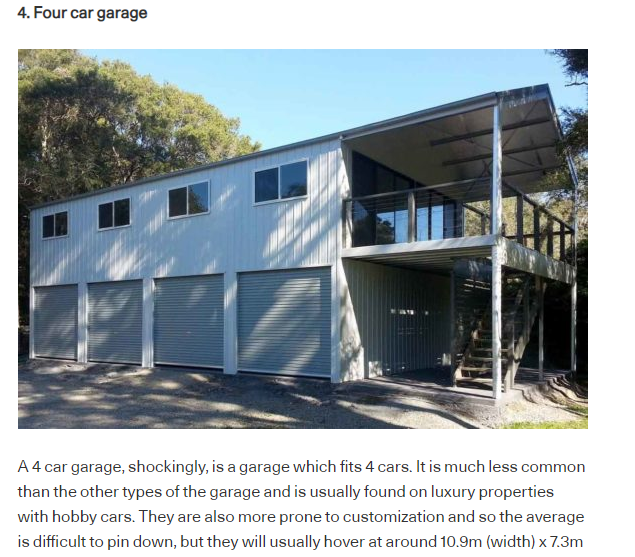 4. Four car garage
A 4 car garage, shockingly, is a garage which fits 4 cars. It is much less common
than the other types of the garage and is usually found on luxury properties
with hobby cars. They are also more prone to customization and so the average
is difficult to pin down, but they will usually hover at around 10.9m (width) x 7.3m